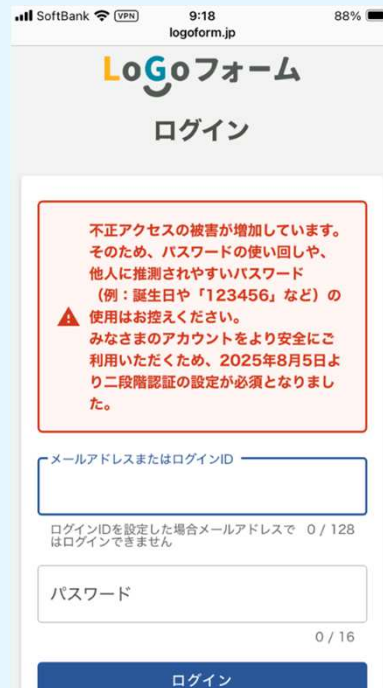 SoftBank VPN 9:18 88%
logoform.jp
LoGoフォーム
ログイン
不正アクセスの被害が増加しています。
そのため、パスワードの使い回しや、
他人に推測されやすいパスワード
（例：誕生日や「123456」など）の
使用はお控えください。
みなさまのアカウントをより安全にご
利用いただくため、2025年8月5日よ
り二段階認証の設定が必須となりまし
た。
メールアドレスまたはログインID
ログインIDを設定した場合メールアドレスで 0 / 128
はログインできません
パスワード
0 / 16
ログイン